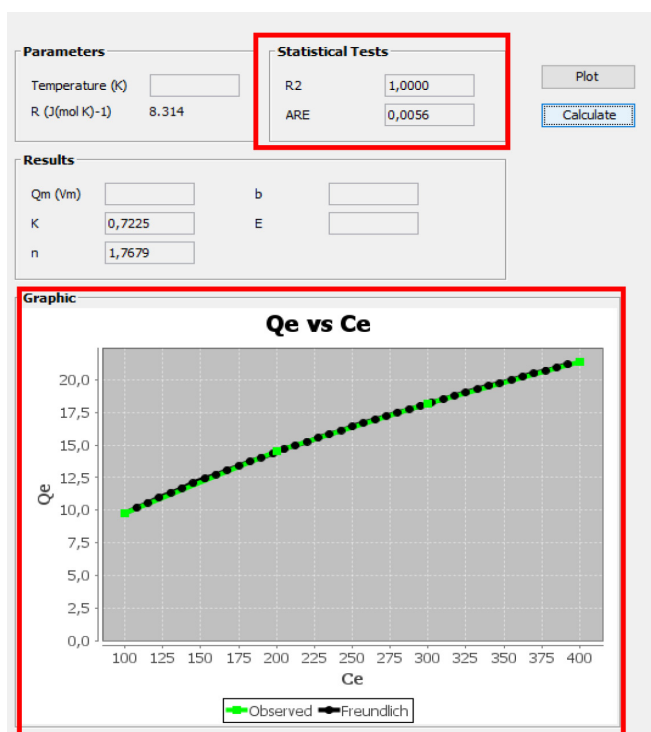 Parameters
Temperature (K)
R (J(mol K)-1) 8.314
Statistical Tests
R2 1,0000
ARE 0,0056
Plot
Calculate
Results
Qm (Vm) b
K 0,7225 E
n 1,7679
Graphic
Qe vs Ce
20,0
17,5
15,0
12,5
10,0
7,5
5,0
2,5
0,0
Qe
100 125 150 175 200 225 250 275 300 325 350 375 400
Ce
Observed Freundlich